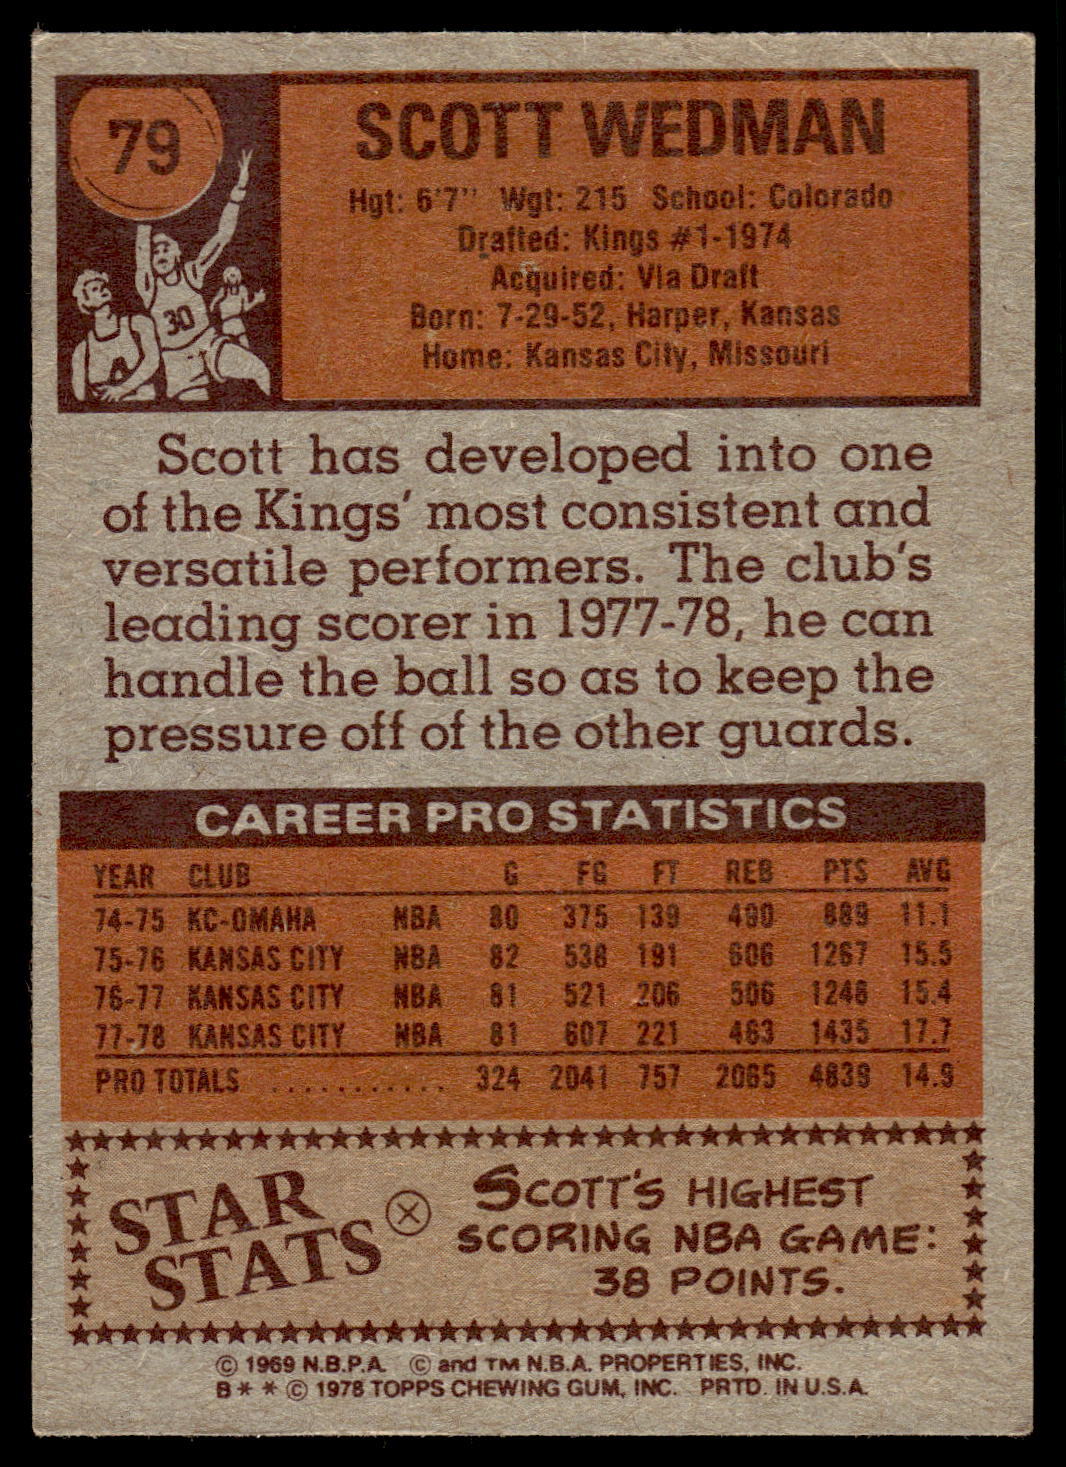 79
SCOTT WEDMAN
Hgt: 6'7" Wgt: 215 School: Colorado
Drafted: Kings #1-1974
Acquired: Via Draft
Born: 7-29-52, Harper, Kansas
Home: Kansas City, Missouri
30
Scott has developed into one
of the Kings' most consistent and
versatile performers. The club's
leading scorer in 1977-78, he can
handle the ball so as to keep the
pressure off of the other guards.
CAREER PRO STATISTICS
YEAR CLUB G FG FT REB PTS AVG
74-75 KC-OMAHA NBA 80 375 139 490 889 11.1
75-76 KANSAS CITY NBA 82 538 191 606 1267 15.5
76-77 KANSAS CITY NBA 81 521 206 506 1248 15.4
77-78 KANSAS CITY NBA 81 607 221 463 1435 17.7
PRO TOTALS ........... 324 2041 757 2065 4839 14.9
STAR
STATS
SCOTT'S HIGHEST
SCORING NBA GAME:
38 POINTS.
© 1969 N.B.P.A. © and TM N.B.A. PROPERTIES, INC.
B * * © 1978 TOPPS CHEWING GUM, INC. PRTD. IN U.S.A.